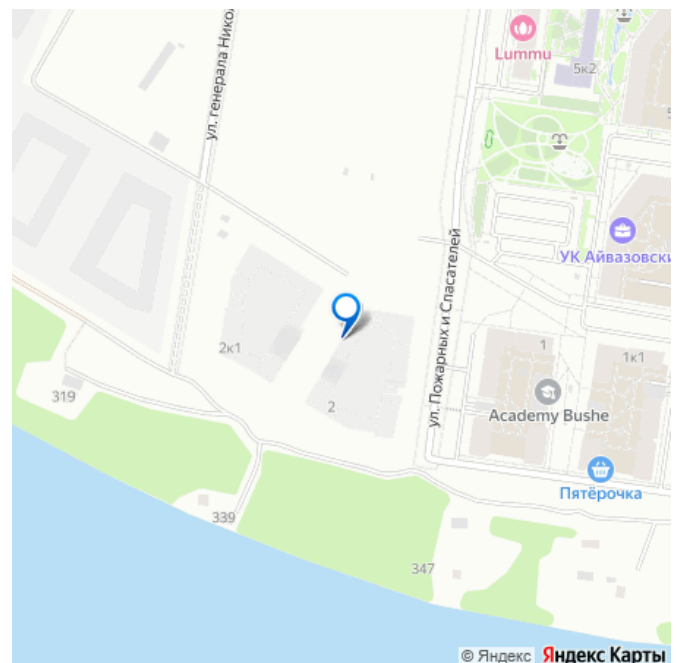 Lummu
5к2
ул. генерала Нико
УК Айвазовски
ул. Пожарных и Спасателей
2к1
1
1к1
319
2
Academy Bushe
Пятёрочка
339
347
© Яндекс Яндекс Карты